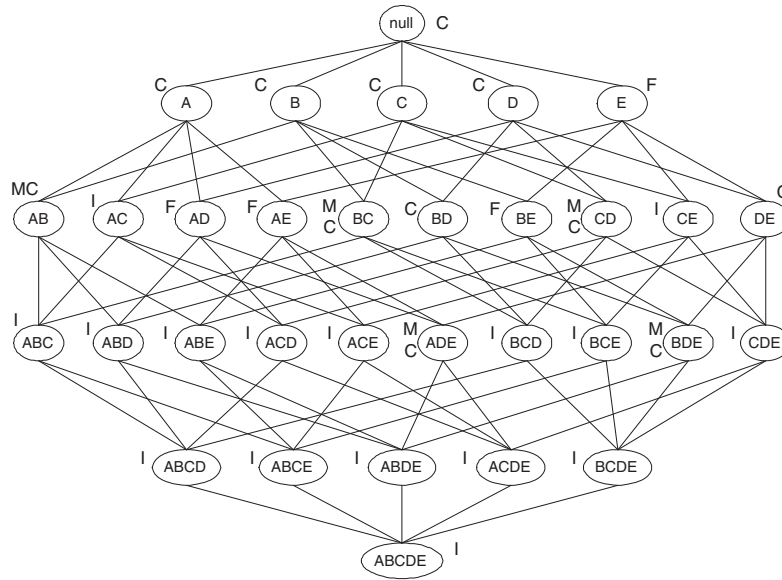 null C
C C C C F
A B C D E
MC I F F M C F M I C
C C
AB AC AD AE BC BD BE CD CE DE
I I I I I M I I M I
C C
ABC ABD ABE ACD ACE ADE BCD BCE BDE CDE
I ABCD I ABCE I ABDE I ACDE I BCDE
ABCDE I